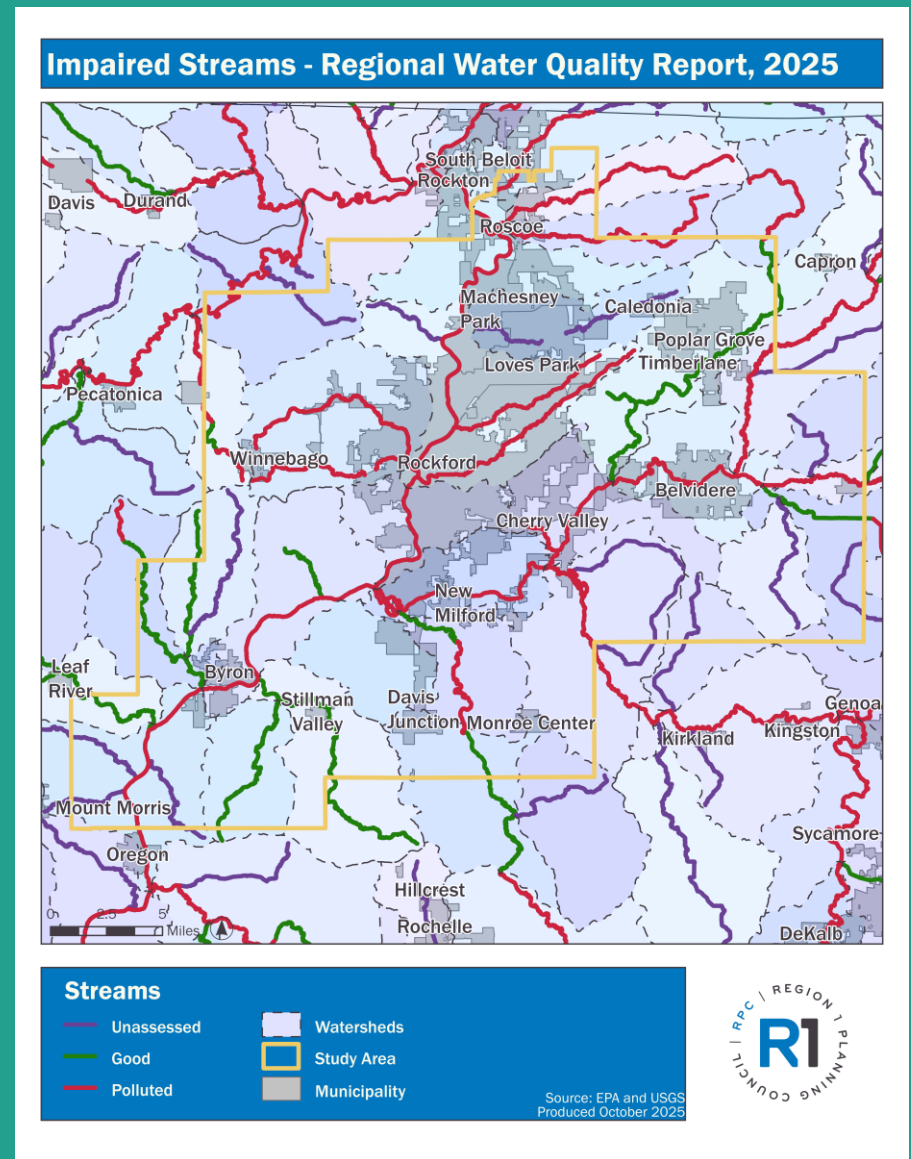 Impaired Streams - Regional Water Quality Report, 2025
South Beloit
Rockton
Davis
Durand
Roscoe
Capron
Machesney
Park
Caledonia
Poplar Grove
Timberlane
Loves Park
Pecatonica
Winnebago
Rockford
Belvidere
Cherry Valley
New
Milford
Leaf
River
Byron
Stillman
Valley
Davis
Junction
Monroe Center
Genoa
Kingston
Kirkland
Mount Morris
Sycamore
Oregon
Hillcrest
Rochelle
DeKalb
0 2.5 5
Miles
Streams
Unassessed
Good
Polluted
Watersheds
Study Area
Municipality
Source: EPA and USGS
Produced October 2025
RPC | REGION 1 PLANNING COUNCIL |
R1